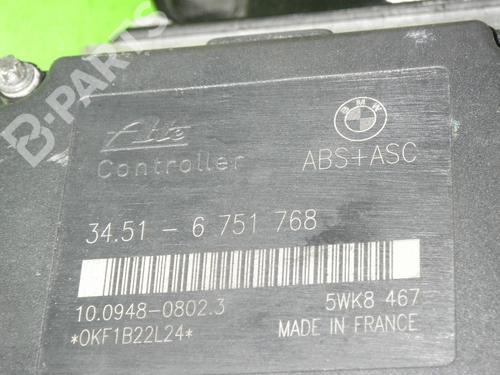 B-PARTS
BMW
Ate
Controller
ABS+ASC
34.51 - 6 751 768
10.0948-0802.3
5WK8 467
*OKF1B22L24*
MADE IN FRANCE